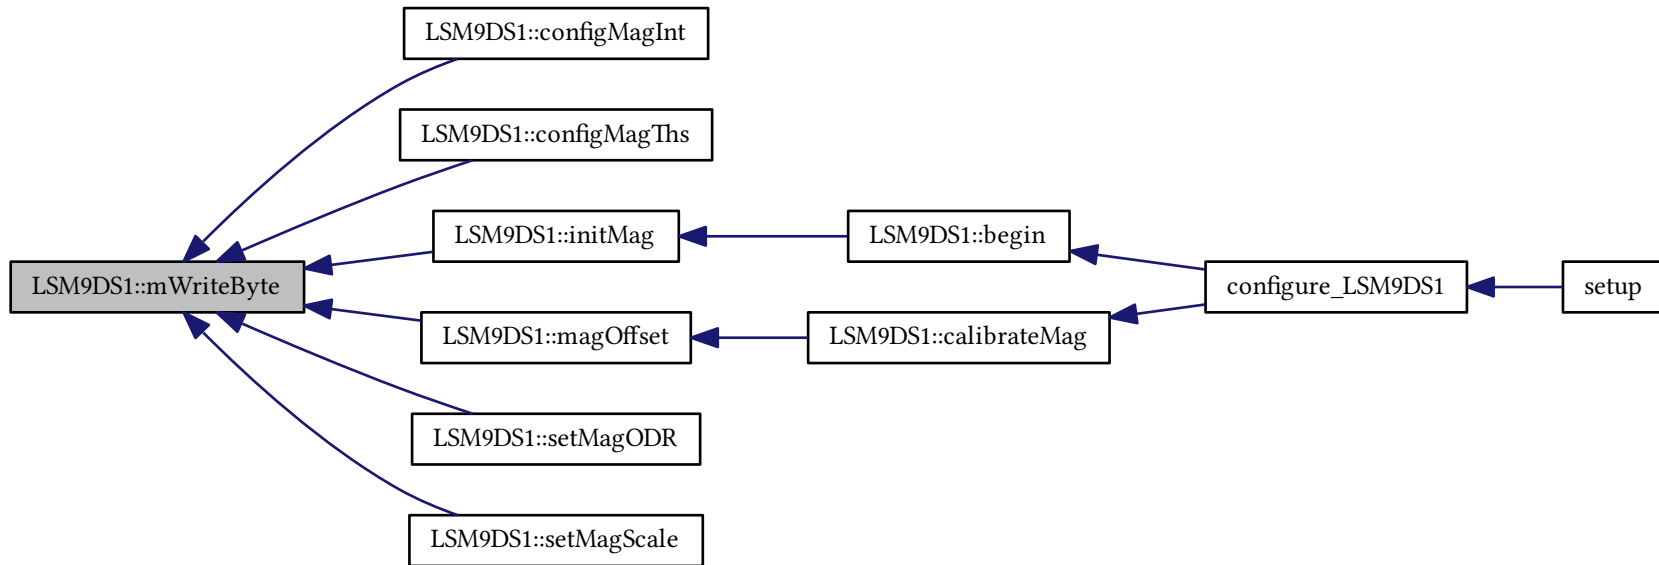 LSM9DS1::configMagInt
LSM9DS1::configMagThs
LSM9DS1::initMag
LSM9DS1::begin
LSM9DS1::mWriteByte
configure_LSM9DS1
setup
LSM9DS1::magOffset
LSM9DS1::calibrateMag
LSM9DS1::setMagODR
LSM9DS1::setMagScale